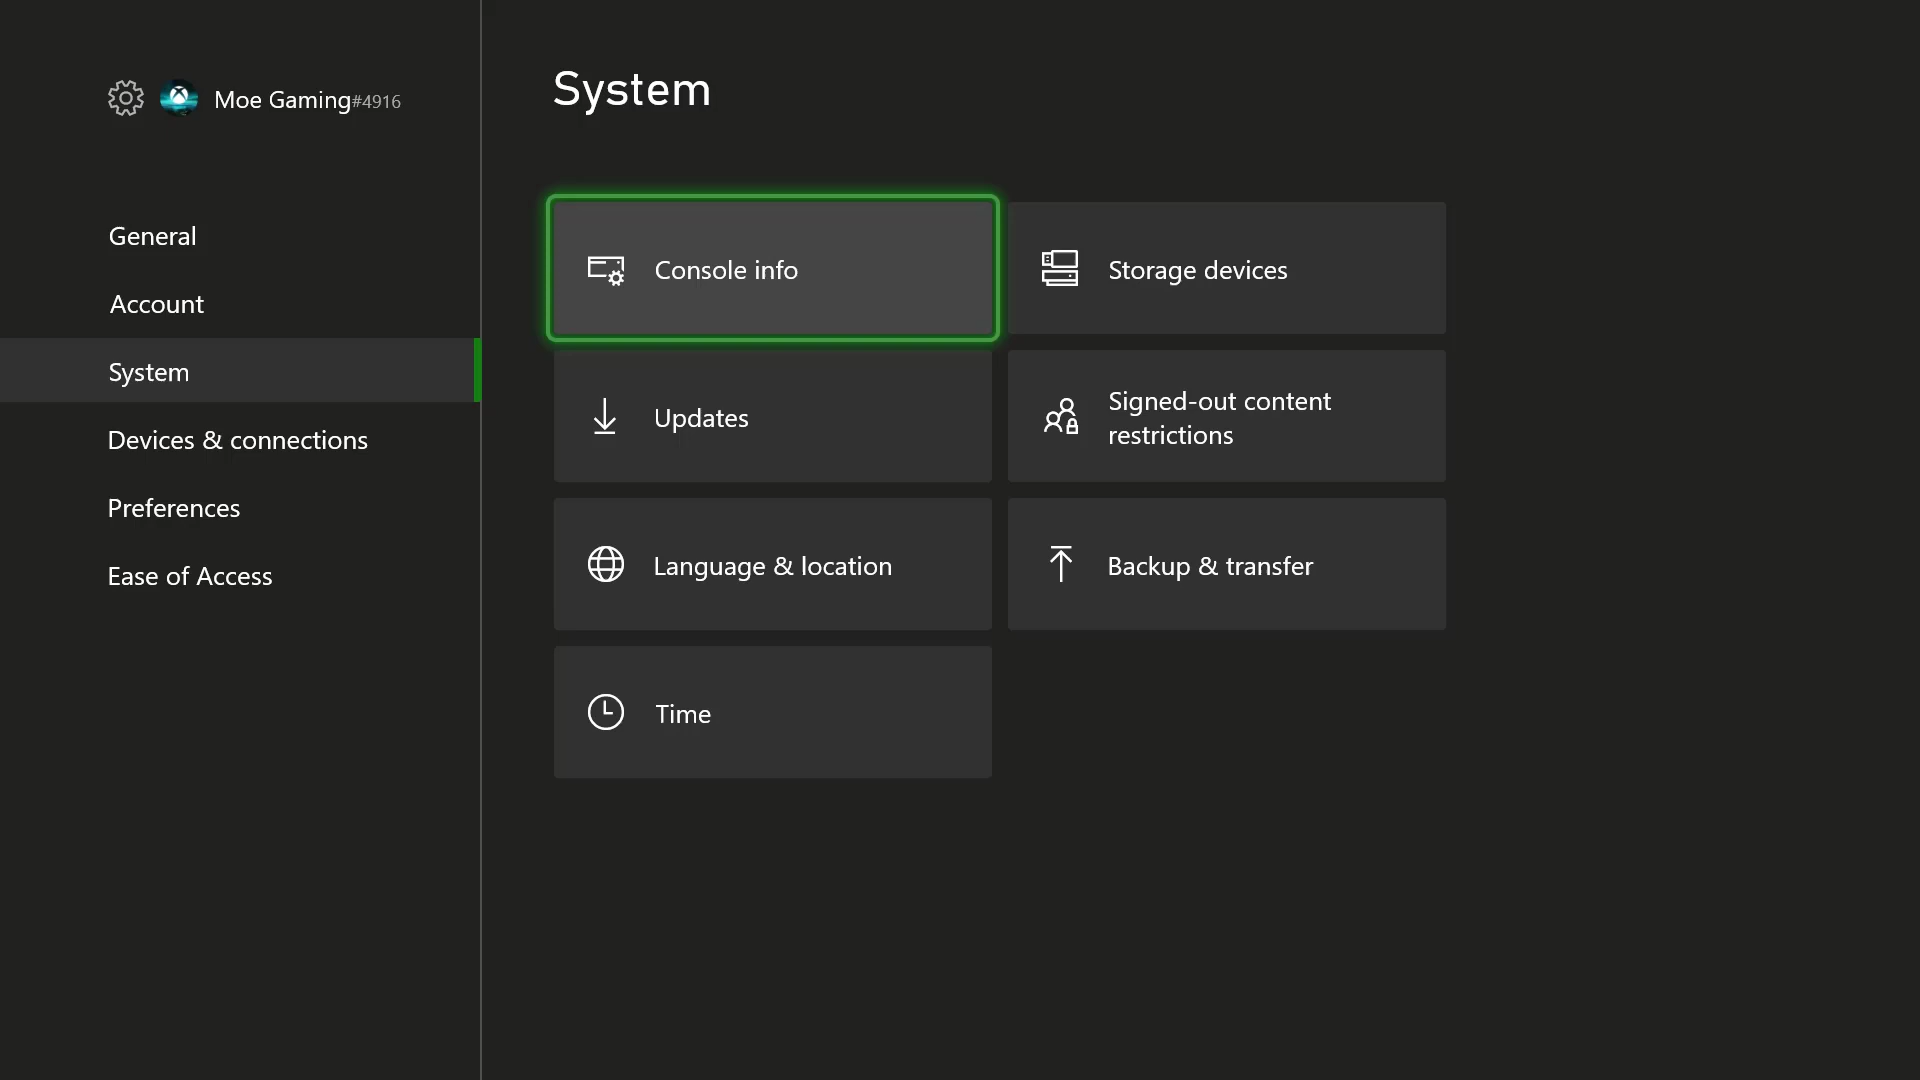 Moe Gaming#4916
General
Account
System
Devices & connections
Preferences
Ease of Access
System
Console info
Storage devices
Updates
Signed-out content
restrictions
Language & location
Backup & transfer
Time